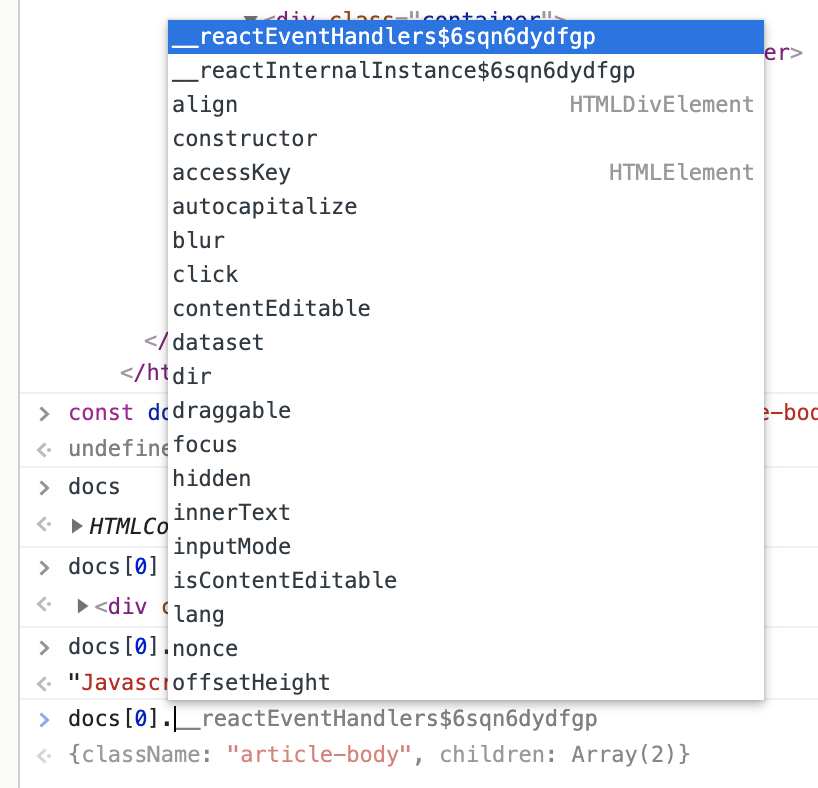 <div class="container">
__reactEventHandlers$6sqn6dydfgp
er>
__reactInternalInstance$6sqn6dydfgp
align HTMLDivElement
constructor
accessKey HTMLElement
autocapitalize
blur
click
contentEditable
</
dataset
</ht
dir
draggable
> const do e-bod
focus
undefine
hidden
> docs
innerText
HTMLCo
inputMode
> docs[0]
isContentEditable
<div c
lang
> docs[0].
nonce
"Javascr
offsetHeight
> docs[0].__reactEventHandlers$6sqn6dydfgp
{className: "article-body", children: Array(2)}